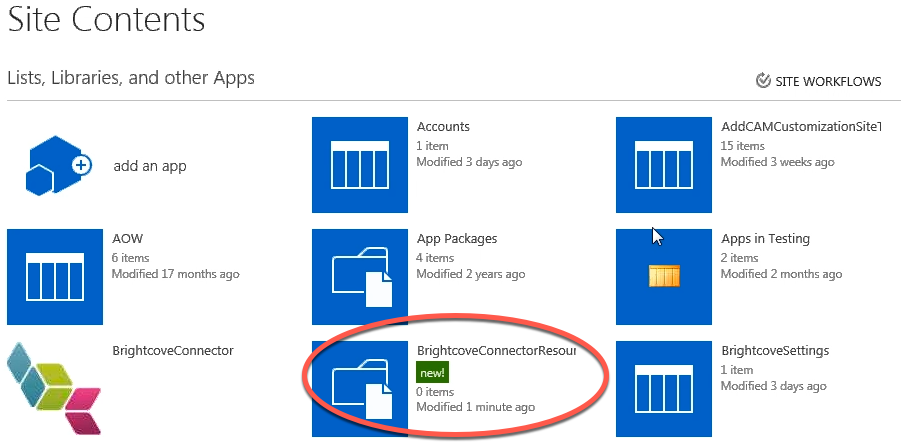 Site Contents
Lists, Libraries, and other Apps
SITE WORKFLOWS
add an app
Accounts
1 item
Modified 3 days ago
AddCAMCustomizationSiteT
15 items
Modified 3 weeks ago
AOW
6 items
Modified 17 months ago
App Packages
4 items
Modified 2 years ago
Apps in Testing
2 items
Modified 2 months ago
BrightcoveConnector
BrightcoveConnectorResour
new!
0 items
Modified 1 minute ago
BrightcoveSettings
1 item
Modified 3 days ago